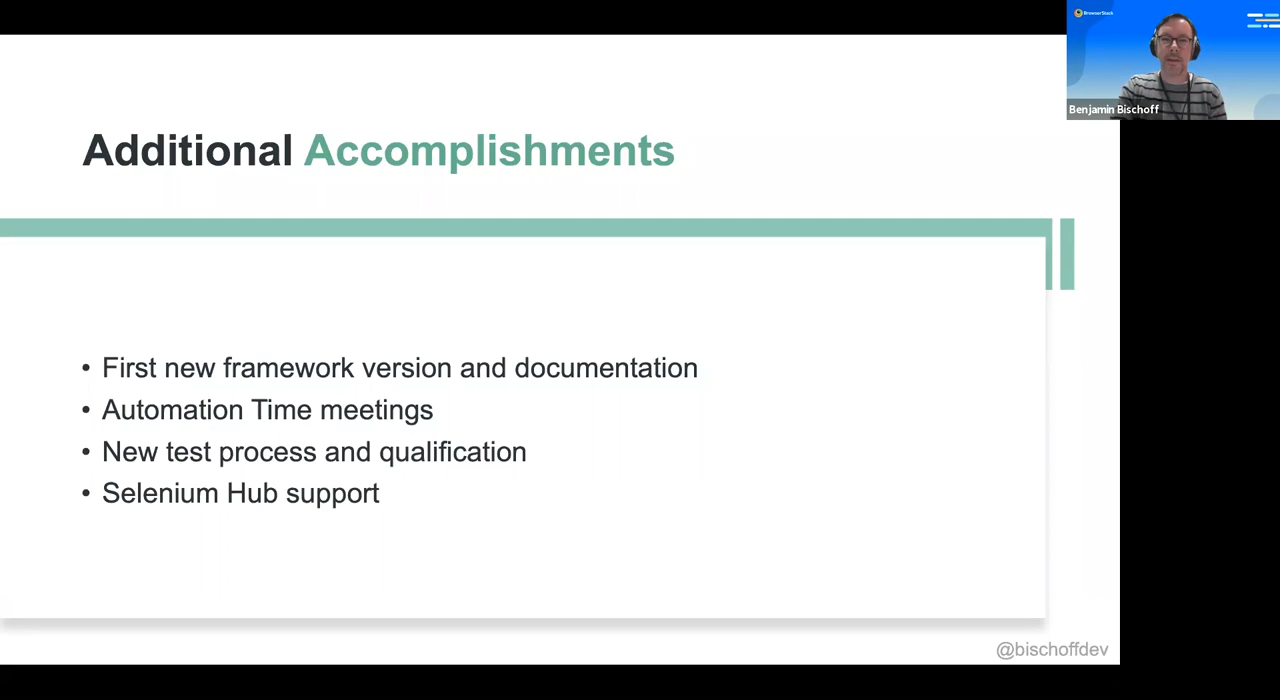 BrowserStack
Benjamin Bischoff
Additional Accomplishments
• First new framework version and documentation
• Automation Time meetings
• New test process and qualification
• Selenium Hub support
@bischoffdev